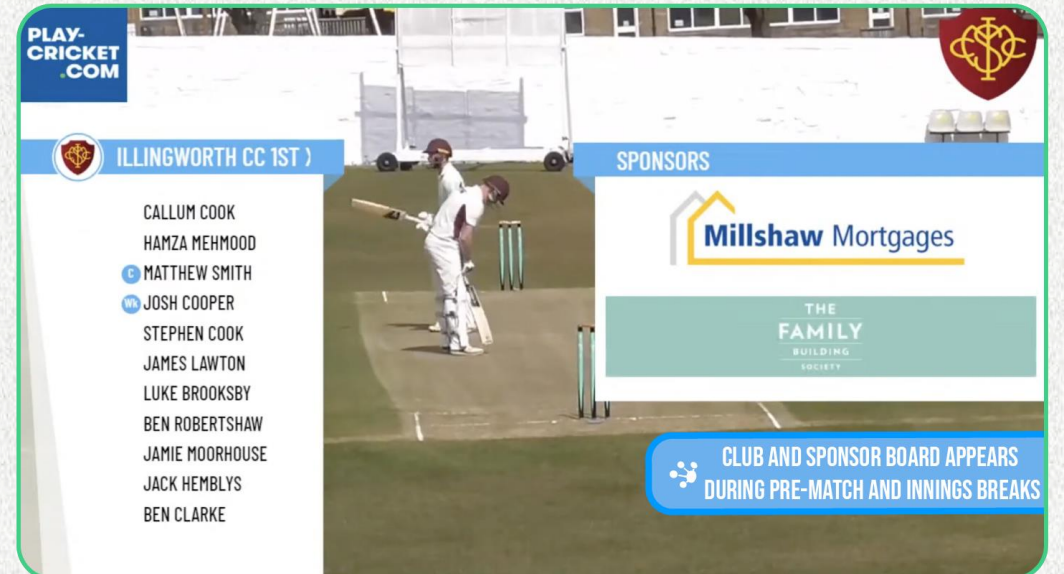 PLAY-
CRICKET
.COM
ILLINGWORTH CC 1ST )
CALLUM COOK
HAMZA MEHMOOD
C MATTHEW SMITH
Wk JOSH COOPER
STEPHEN COOK
JAMES LAWTON
LUKE BROOKSBY
BEN ROBERTSHAW
JAMIE MOORHOUSE
JACK HEMBLYS
BEN CLARKE
SPONSORS
Millshaw Mortgages
THE
FAMILY
BUILDING
SOCIETY
CLUB AND SPONSOR BOARD APPEARS
DURING PRE-MATCH AND INNINGS BREAKS